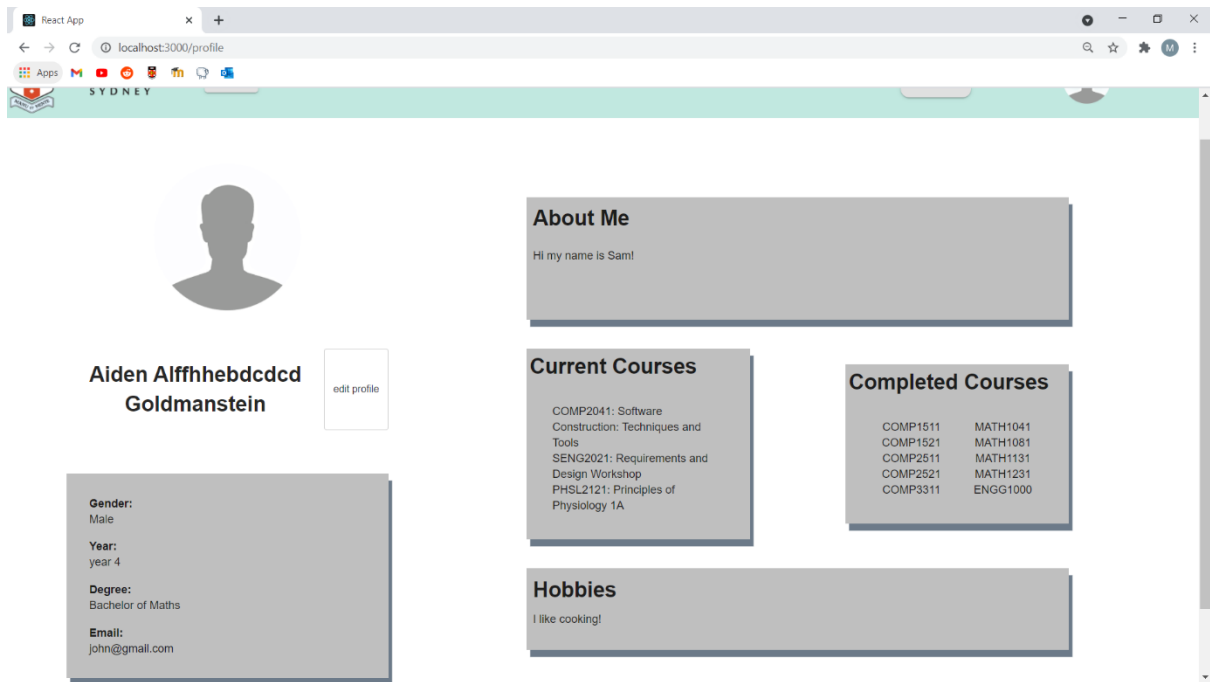 React App
localhost:3000/profile
M
Apps
SYDNEY
About Me
Hi my name is Sam!
Aiden Alffhhebdcdcd
Goldmanstein
edit profile
Current Courses
COMP2041: Software
Construction: Techniques and
Tools
SENG2021: Requirements and
Design Workshop
PHSL2121: Principles of
Physiology 1A
Completed Courses
COMP1511 MATH1041
COMP1521 MATH1081
COMP2511 MATH1131
COMP2521 MATH1231
COMP3311 ENGG1000
Gender:
Male
Year:
year 4
Degree:
Bachelor of Maths
Email:
john@gmail.com
Hobbies
I like cooking!